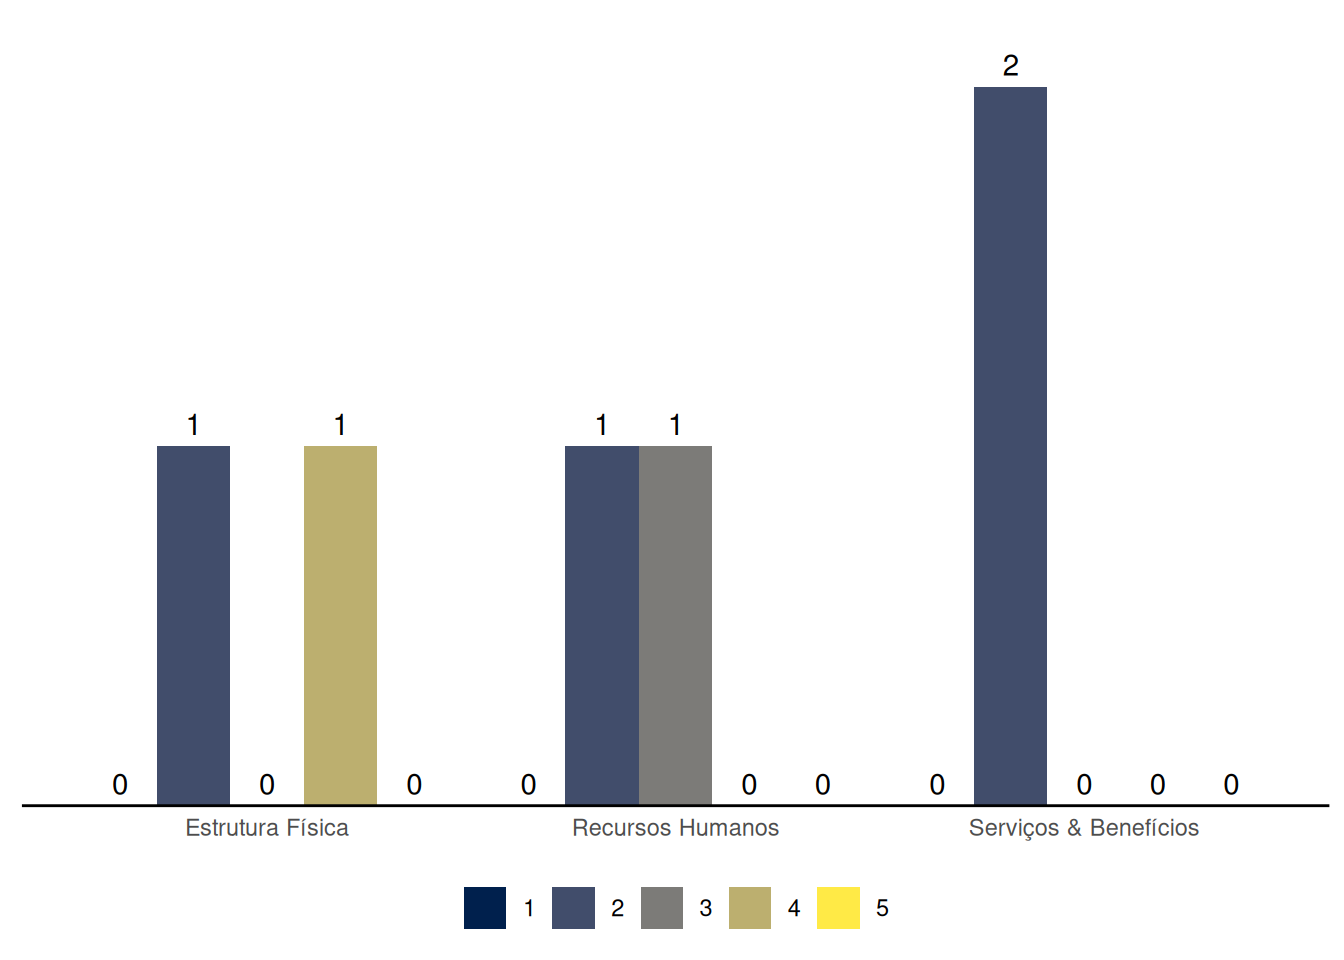 2
1 1 1 1
0 0 0 0 0 0 0 0 0 0
Estrutura Física Recursos Humanos Serviços & Benefícios
1 2 3 4 5